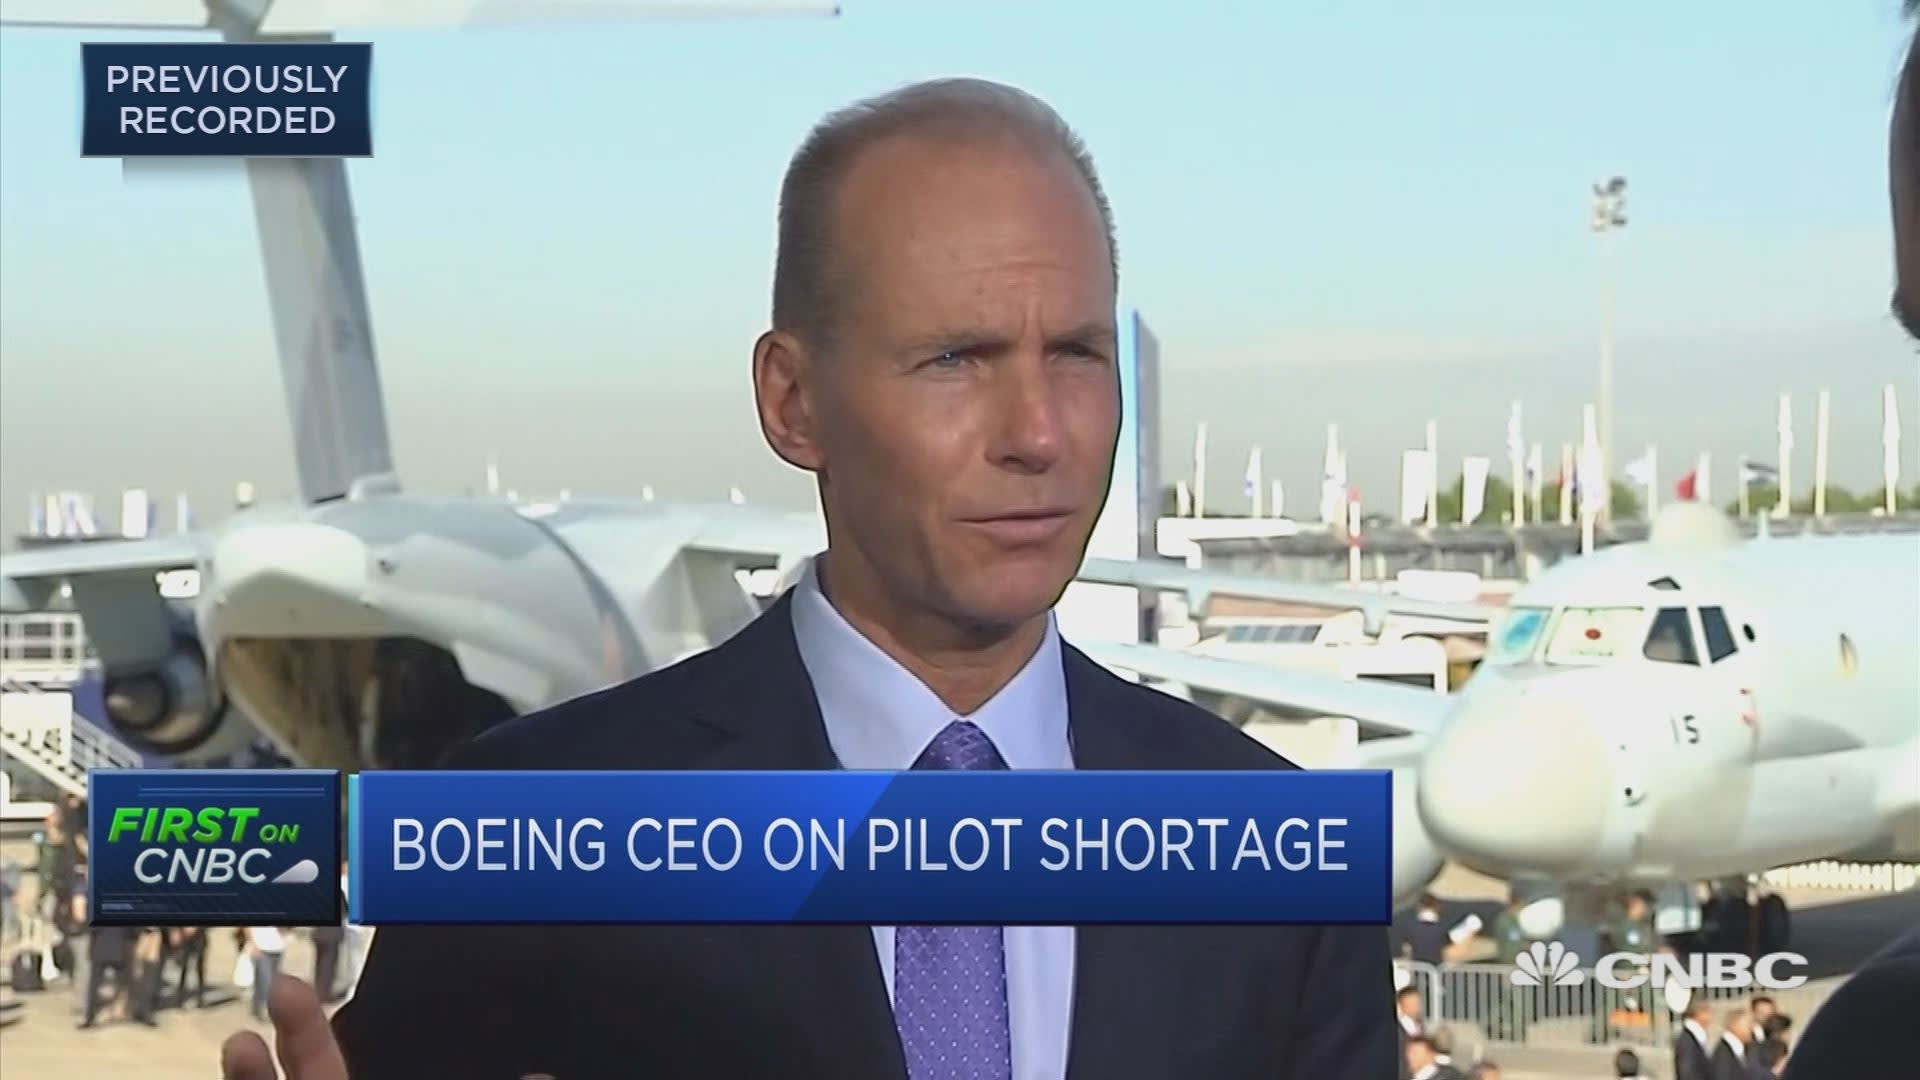 PREVIOUSLY
RECORDED
15
FIRST ON
CNBC
BOEING CEO ON PILOT SHORTAGE
CNBC